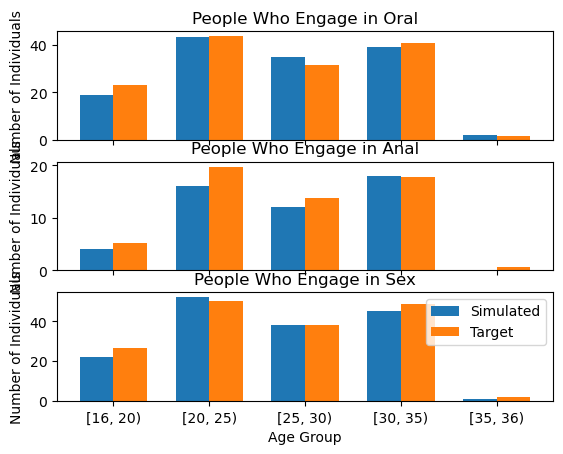 People Who Engage in Oral
Number of Individuals
40
20
0
People Who Engage in Anal
Number of Individuals
20
10
0
People Who Engage in Sex
Number of Individuals
40
20
0
Simulated
Target
[16, 20)
[20, 25)
[25, 30)
[30, 35)
[35, 36)
Age Group